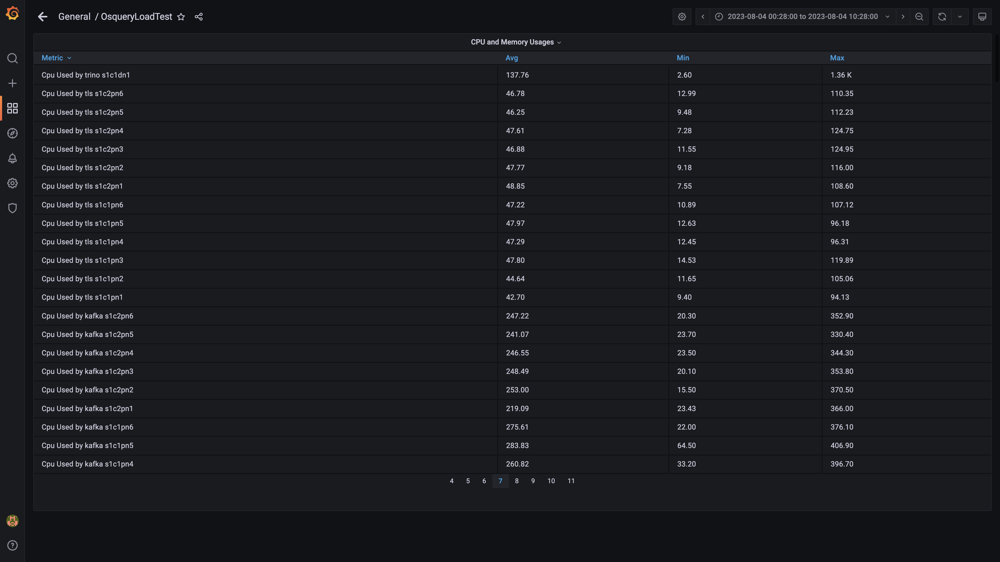 General / OsqueryLoadTest
2023-08-04 00:28:00 to 2023-08-04 10:28:00
CPU and Memory Usages
Metric Avg Min Max
Cpu Used by trino s1c1dn1 137.76 2.60 1.36 K
Cpu Used by tls s1c2pn6 46.78 12.99 110.35
Cpu Used by tls s1c2pn5 46.25 9.48 112.23
Cpu Used by tls s1c2pn4 47.61 7.28 124.75
Cpu Used by tls s1c2pn3 46.88 11.55 124.95
Cpu Used by tls s1c2pn2 47.77 9.18 116.00
Cpu Used by tls s1c2pn1 48.85 7.55 108.60
Cpu Used by tls s1c1pn6 47.22 10.89 107.12
Cpu Used by tls s1c1pn5 47.97 12.63 96.18
Cpu Used by tls s1c1pn4 47.29 12.45 96.31
Cpu Used by tls s1c1pn3 47.80 14.53 119.89
Cpu Used by tls s1c1pn2 44.64 11.65 105.06
Cpu Used by tls s1c1pn1 42.70 9.40 94.13
Cpu Used by kafka s1c2pn6 247.22 20.30 352.90
Cpu Used by kafka s1c2pn5 241.07 23.70 330.40
Cpu Used by kafka s1c2pn4 246.55 23.50 344.30
Cpu Used by kafka s1c2pn3 248.49 20.10 353.80
Cpu Used by kafka s1c2pn2 253.00 15.50 370.50
Cpu Used by kafka s1c2pn1 219.09 23.43 366.00
Cpu Used by kafka s1c1pn6 275.61 22.00 376.10
Cpu Used by kafka s1c1pn5 283.83 64.50 406.90
Cpu Used by kafka s1c1pn4 260.82 33.20 396.70
4 5 6 7 8 9 10 11